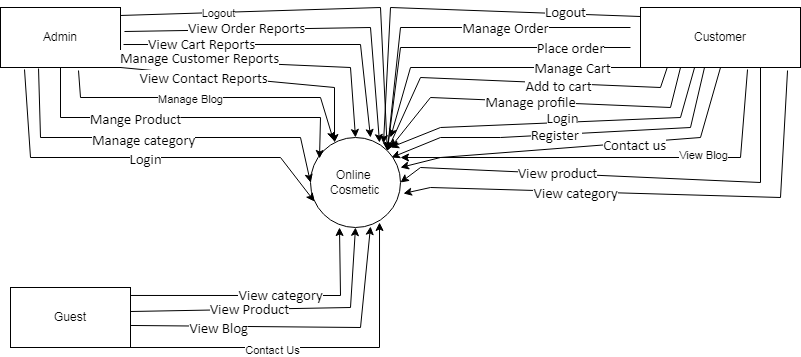 Admin
Logout
View Order Reports
View Cart Reports
Manage Customer Reports
View Contact Reports
Manage Blog
Mange Product
Manage category
Login
Customer
Logout
Manage Order
Place order
Manage Cart
Add to cart
Manage profile
Login
Register
Contact us
View Blog
View product
View category
Online
Cosmetic
Guest
View category
View Product
View Blog
Contact Us